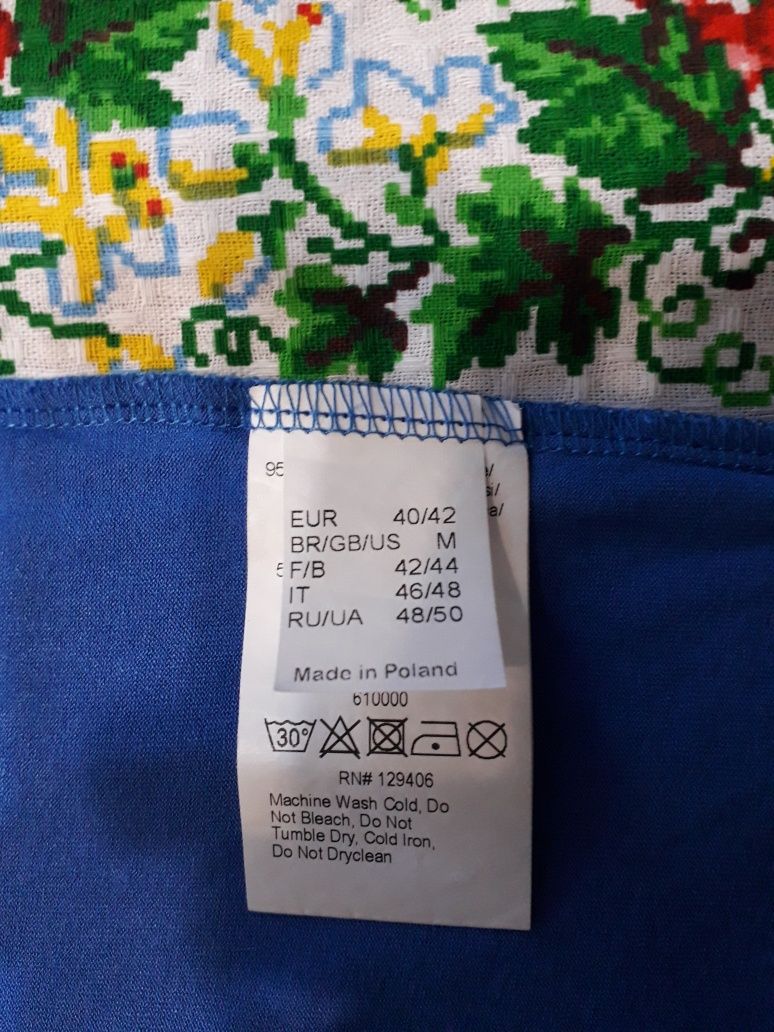 95
EUR 40/42
BR/GB/US M
F/B 42/44
IT 46/48
RU/UA 48/50
Made in Poland
610000
30°
RN# 129406
Machine Wash Cold, Do
Not Bleach, Do Not
Tumble Dry, Cold Iron,
Do Not Dryclean